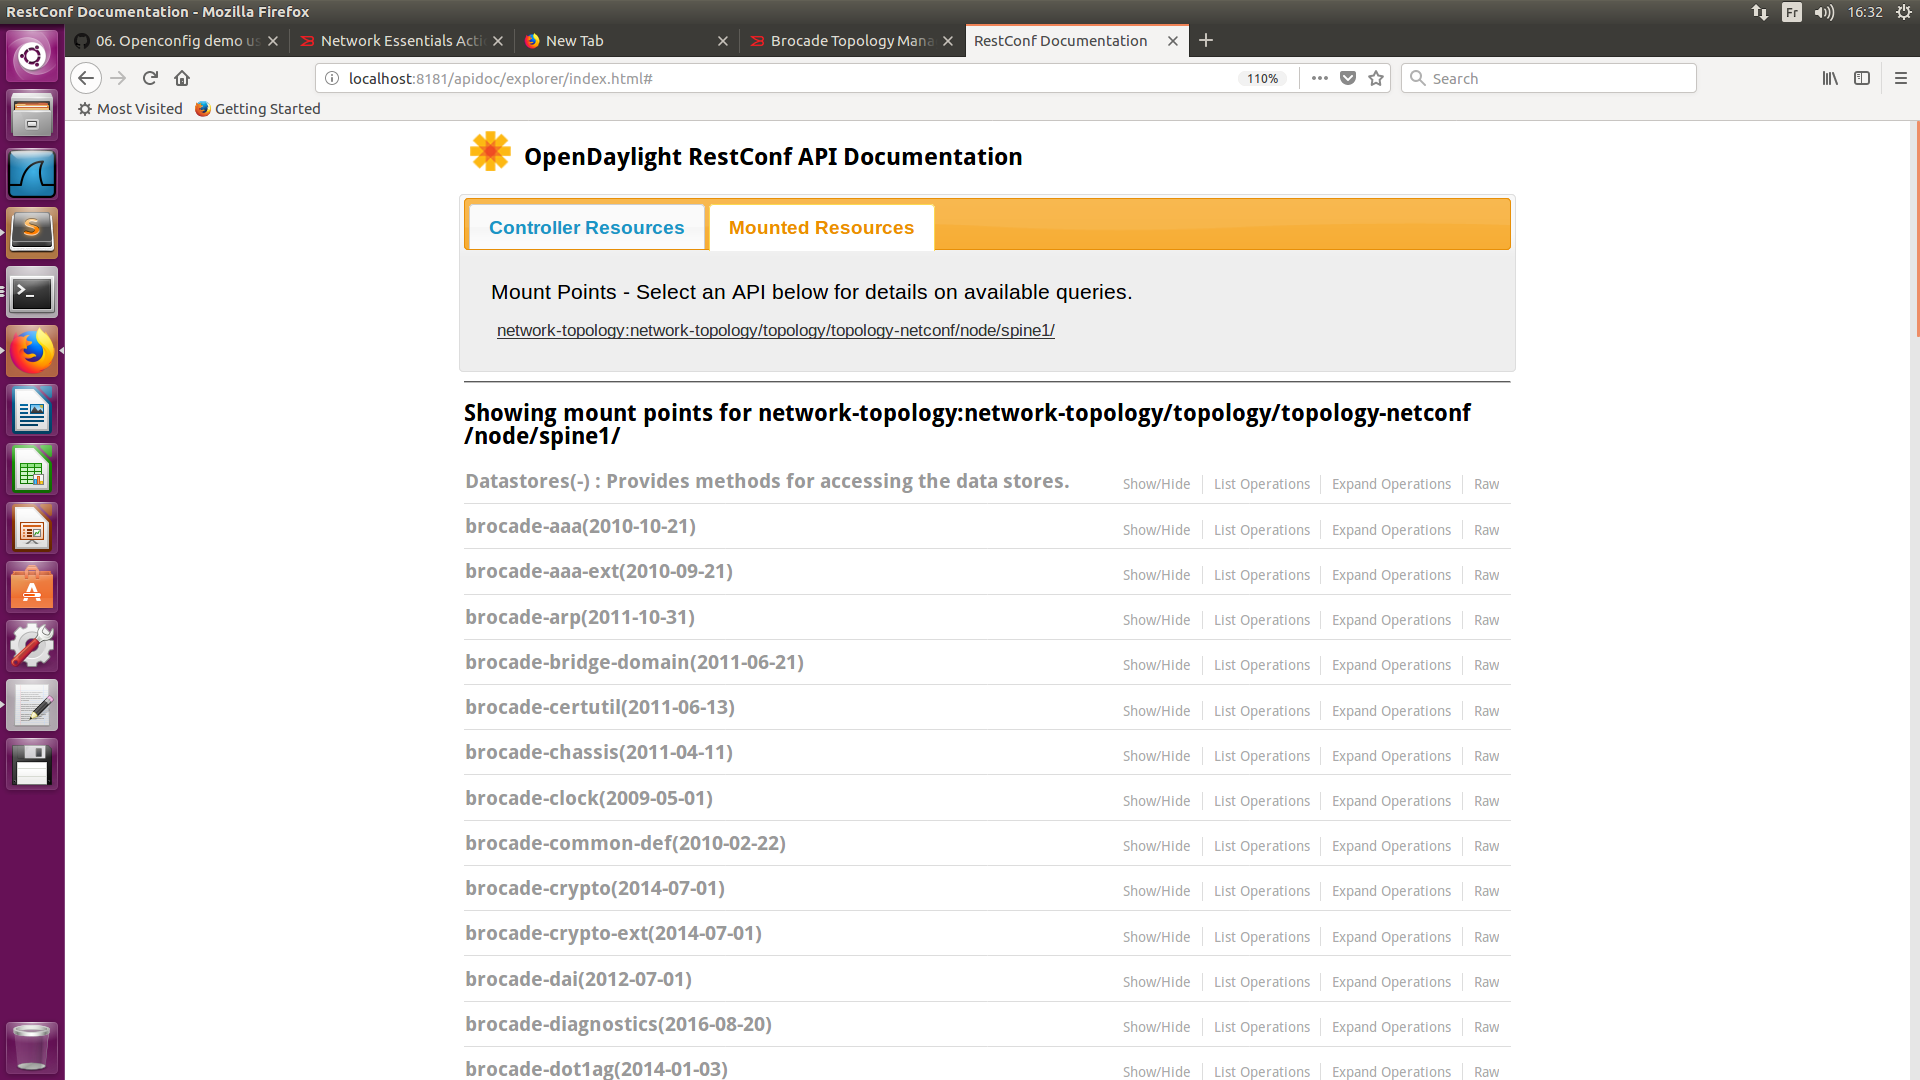 RestConf Documentation - Mozilla Firefox
Fr
16:32
06. Openconfig demo us
Network Essentials Acti
New Tab
Brocade Topology Mana
RestConf Documentation
localhost:8181/apidoc/explorer/index.html#
110%
Search
Most Visited
Getting Started
OpenDaylight RestConf API Documentation
Controller Resources
Mounted Resources
Mount Points - Select an API below for details on available queries.
network-topology:network-topology/topology/topology-netconf/node/spine1/
Showing mount points for network-topology:network-topology/topology/topology-netconf
/node/spine1/
Datastores(-) : Provides methods for accessing the data stores. Show/Hide List Operations Expand Operations Raw
brocade-aaa(2010-10-21) Show/Hide List Operations Expand Operations Raw
brocade-aaa-ext(2010-09-21) Show/Hide List Operations Expand Operations Raw
brocade-arp(2011-10-31) Show/Hide List Operations Expand Operations Raw
brocade-bridge-domain(2011-06-21) Show/Hide List Operations Expand Operations Raw
brocade-certutil(2011-06-13) Show/Hide List Operations Expand Operations Raw
brocade-chassis(2011-04-11) Show/Hide List Operations Expand Operations Raw
brocade-clock(2009-05-01) Show/Hide List Operations Expand Operations Raw
brocade-common-def(2010-02-22) Show/Hide List Operations Expand Operations Raw
brocade-crypto(2014-07-01) Show/Hide List Operations Expand Operations Raw
brocade-crypto-ext(2014-07-01) Show/Hide List Operations Expand Operations Raw
brocade-dai(2012-07-01) Show/Hide List Operations Expand Operations Raw
brocade-diagnostics(2016-08-20) Show/Hide List Operations Expand Operations Raw
brocade-dot1ag(2014-01-03) Show/Hide List Operations Expand Operations Raw